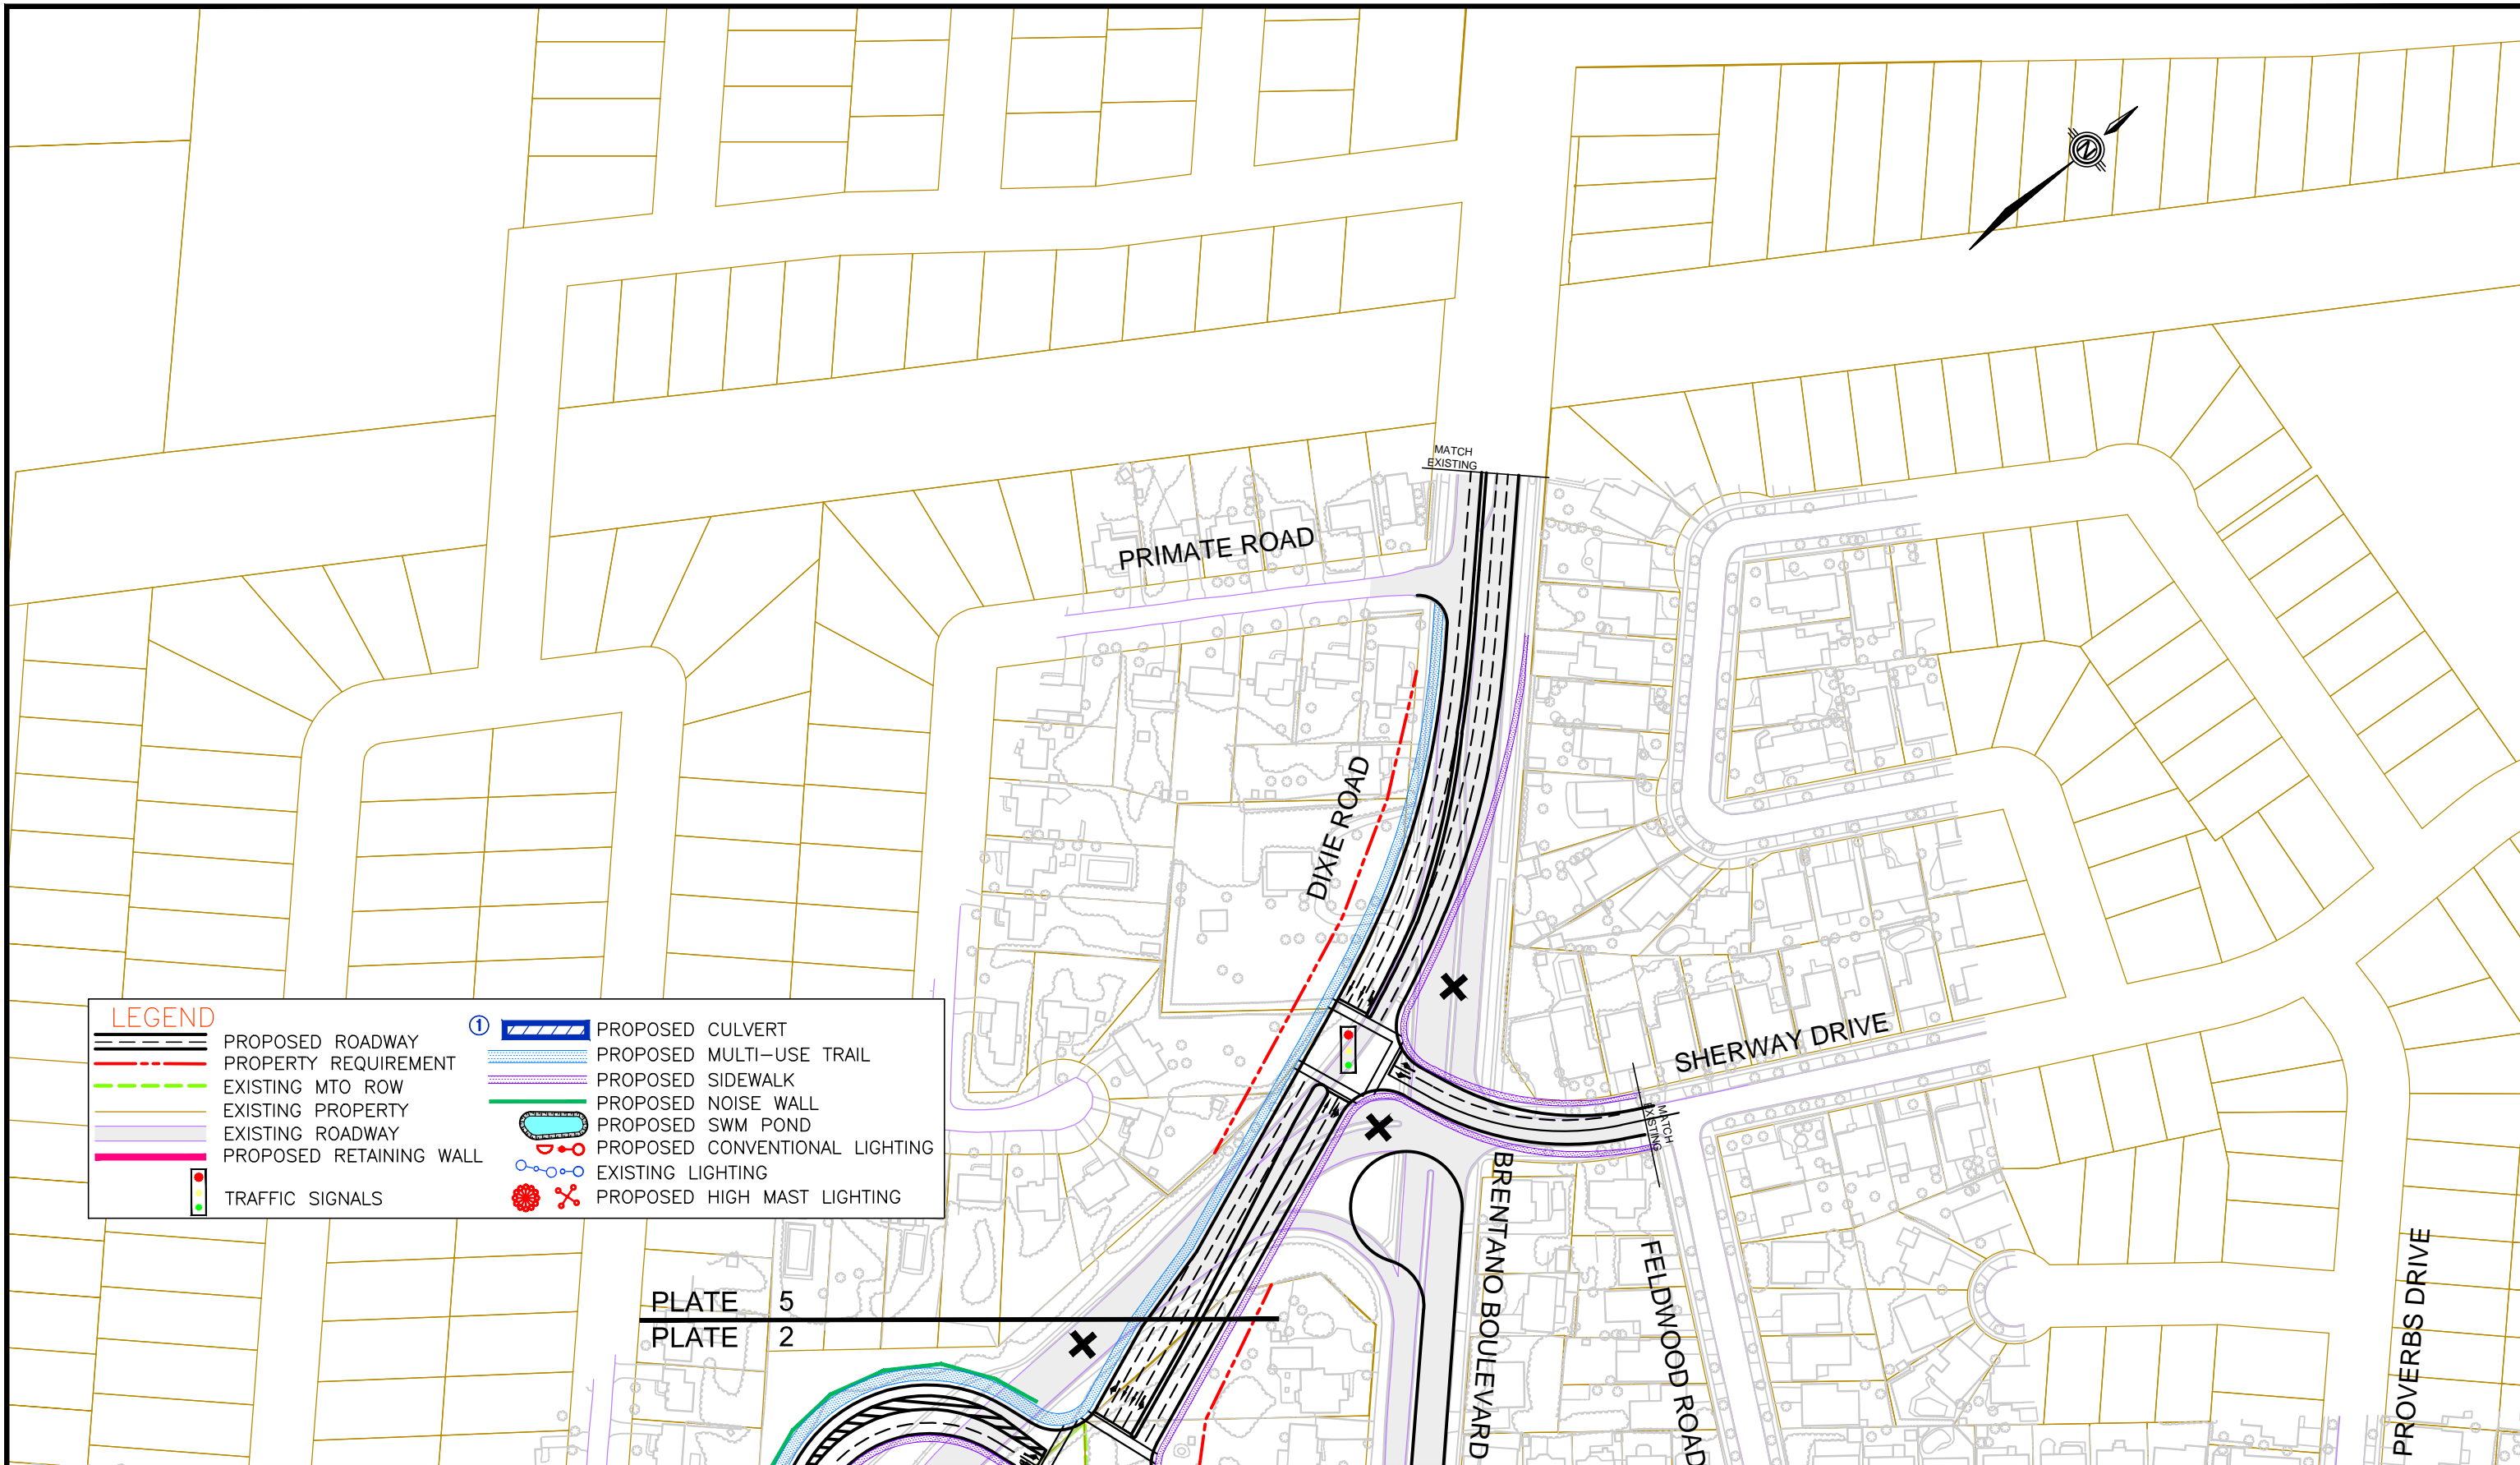 N
MATCH
EXISTING
PRIMATE ROAD
DIXIE ROAD
SHERWAY DRIVE
MATCH
EXISTING
BRENTANO BOULEVARD
FELDWOOD ROAD
PROVERBS DRIVE
LEGEND
PROPOSED ROADWAY
PROPERTY REQUIREMENT
EXISTING MTO ROW
EXISTING PROPERTY
EXISTING ROADWAY
PROPOSED RETAINING WALL
TRAFFIC SIGNALS
1 PROPOSED CULVERT
PROPOSED MULTI-USE TRAIL
PROPOSED SIDEWALK
PROPOSED NOISE WALL
PROPOSED SWM POND
PROPOSED CONVENTIONAL LIGHTING
EXISTING LIGHTING
PROPOSED HIGH MAST LIGHTING
PLATE 5
PLATE 2